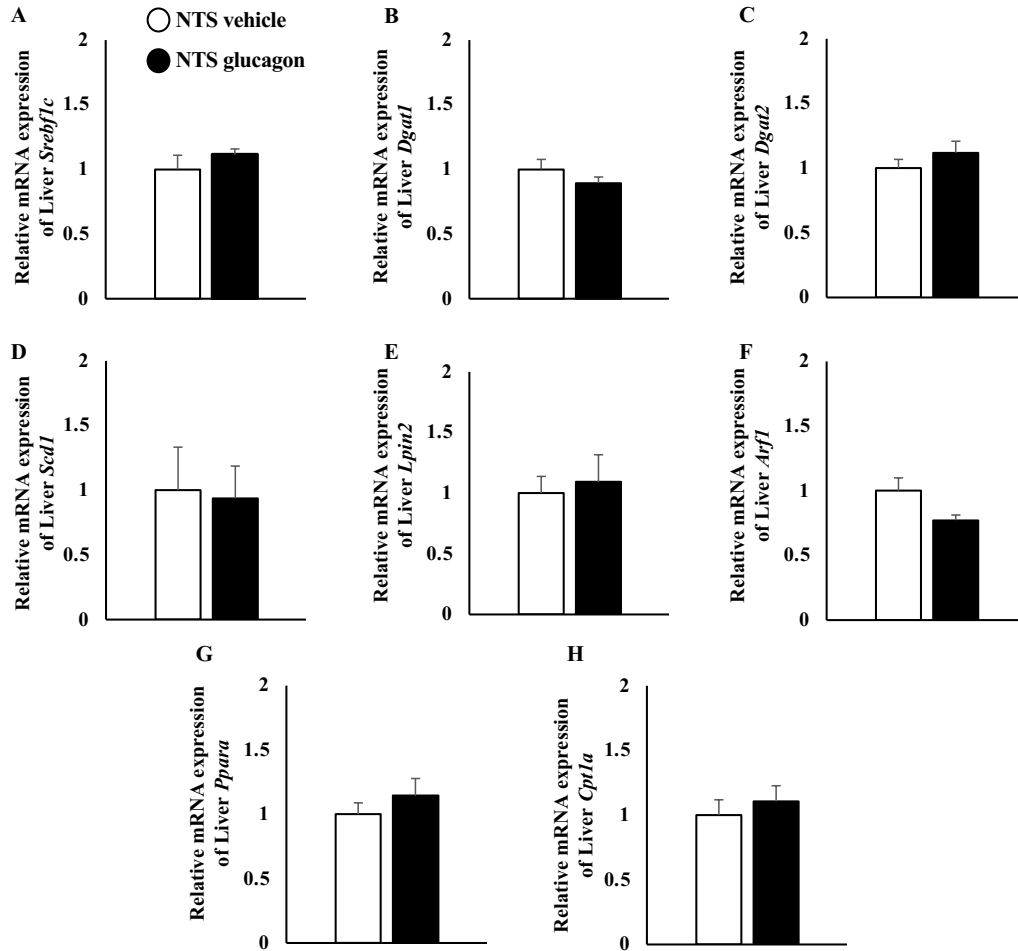 A
NTS vehicle
NTS glucagon
Relative mRNA expression
of Liver Srebf1c
2
1.5
1
0.5
0
B
Relative mRNA expression
of Liver Dgat1
2
1.5
1
0.5
0
C
Relative mRNA expression
of Liver Dgat2
2
1.5
1
0.5
0
D
Relative mRNA expression
of Liver Scd1
2
1.5
1
0.5
0
E
Relative mRNA expression
of Liver Lpin2
2
1.5
1
0.5
0
F
Relative mRNA expression
of Liver Arf1
2
1.5
1
0.5
0
G
Relative mRNA expression
of Liver Ppara
2
1.5
1
0.5
0
H
Relative mRNA expression
of Liver Cpt1a
2
1.5
1
0.5
0